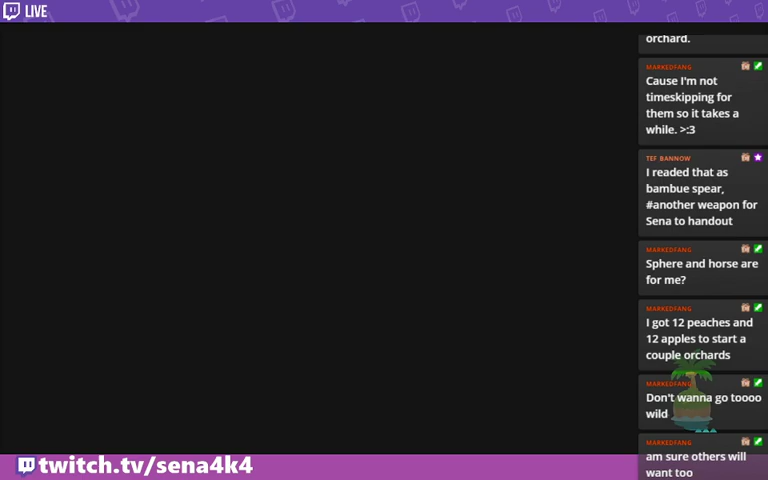 LIVE
orchard.
MARKEDFANG
Cause I'm not
timeskipping for
them so it takes a
while. >:3
TEF BANNOW
I readed that as
bambue spear,
#another weapon for
Sena to handout
MARKEDFANG
Sphere and horse are
for me?
MARKEDFANG
I got 12 peaches and
12 apples to start a
couple orchards
MARKEDFANG
Don't wanna go toooo
wild
MARKEDFANG
am sure others will
want too
twitch.tv/sena4k4